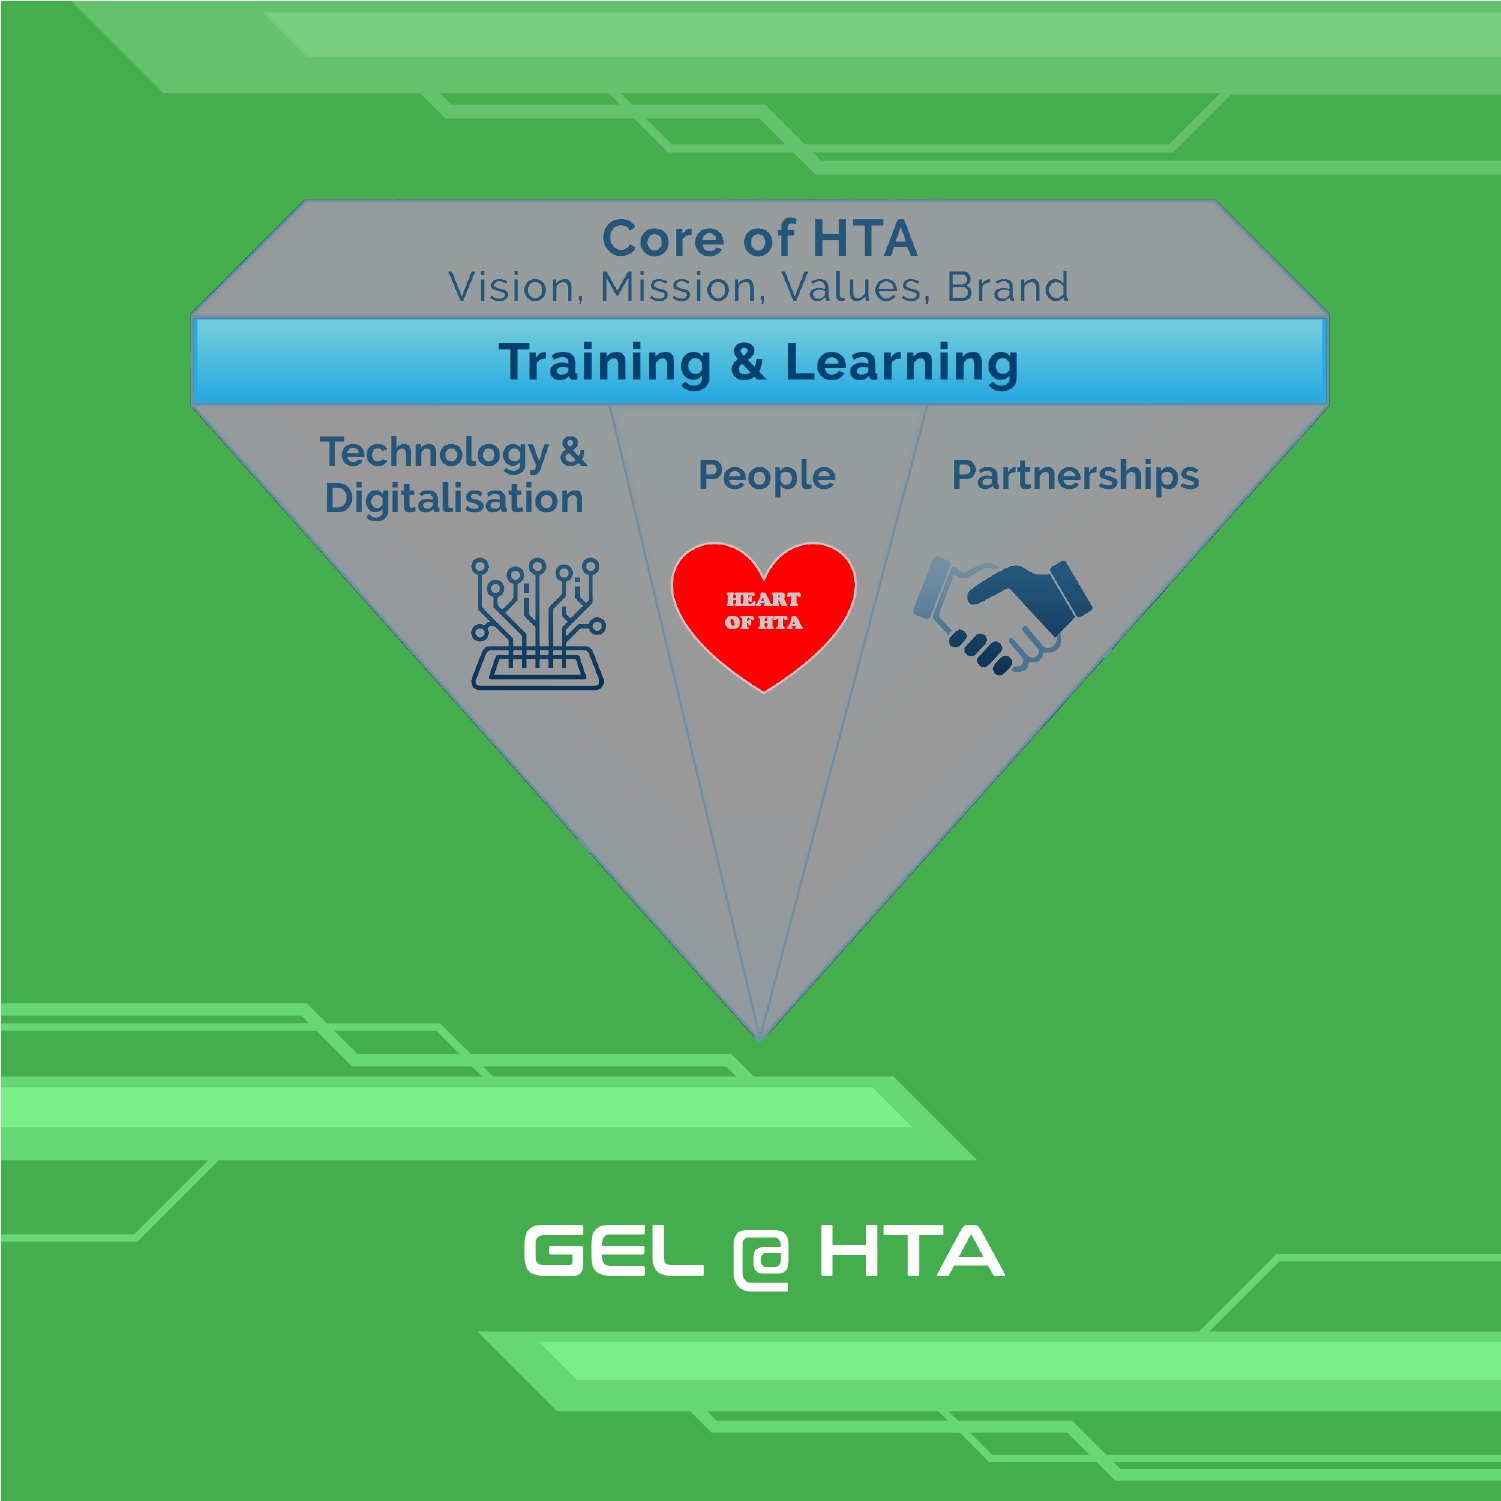 Core of HTA
Vision, Mission, Values, Brand
Training & Learning
Technology &
Digitalisation
People
Partnerships
HEART
OF HTA
GEL @ HTA